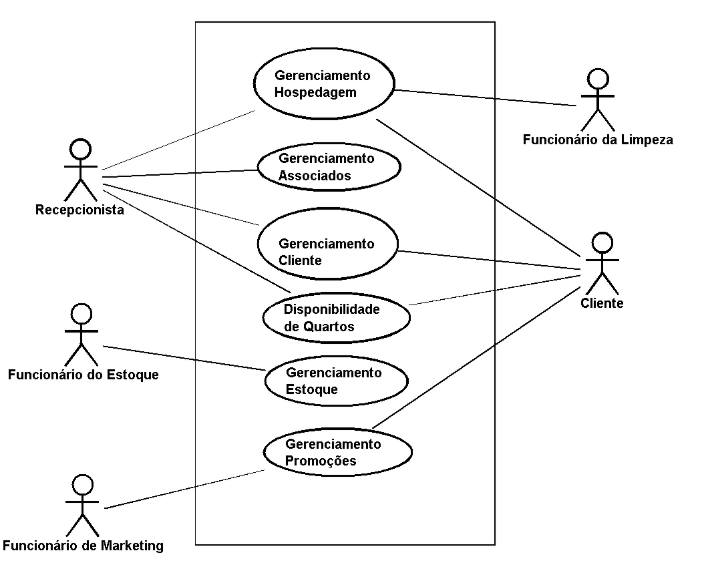 Gerenciamento
Hospedagem
Funcionário da Limpeza
Gerenciamento
Associados
Recepcionista
Gerenciamento
Cliente
Cliente
Disponibilidade
de Quartos
Funcionário do Estoque
Gerenciamento
Estoque
Gerenciamento
Promoções
Funcionário de Marketing